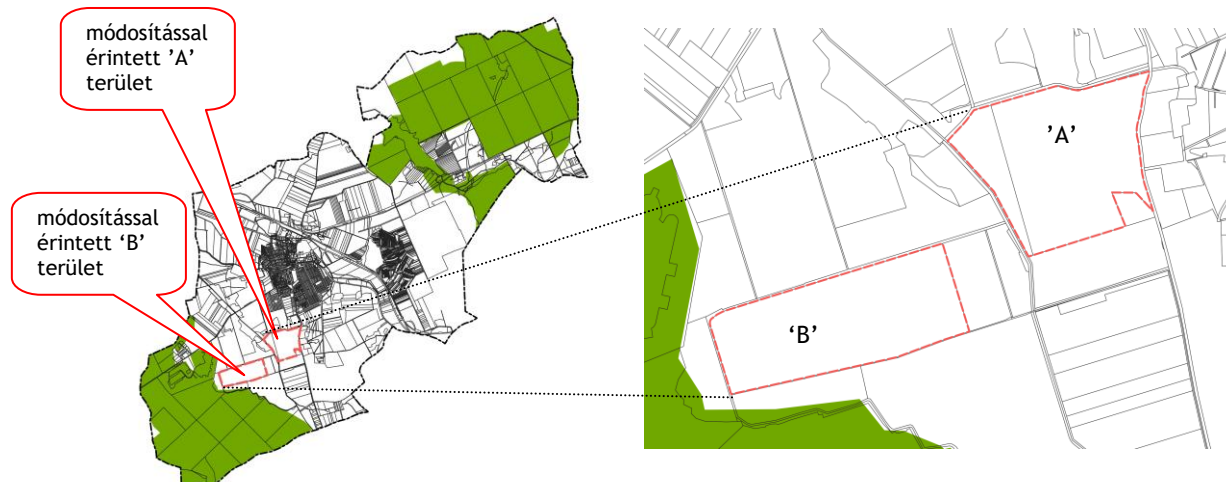 módosítással
érintett ’A’
terület
módosítással
érintett ‘B’
terület
’A’
‘B’